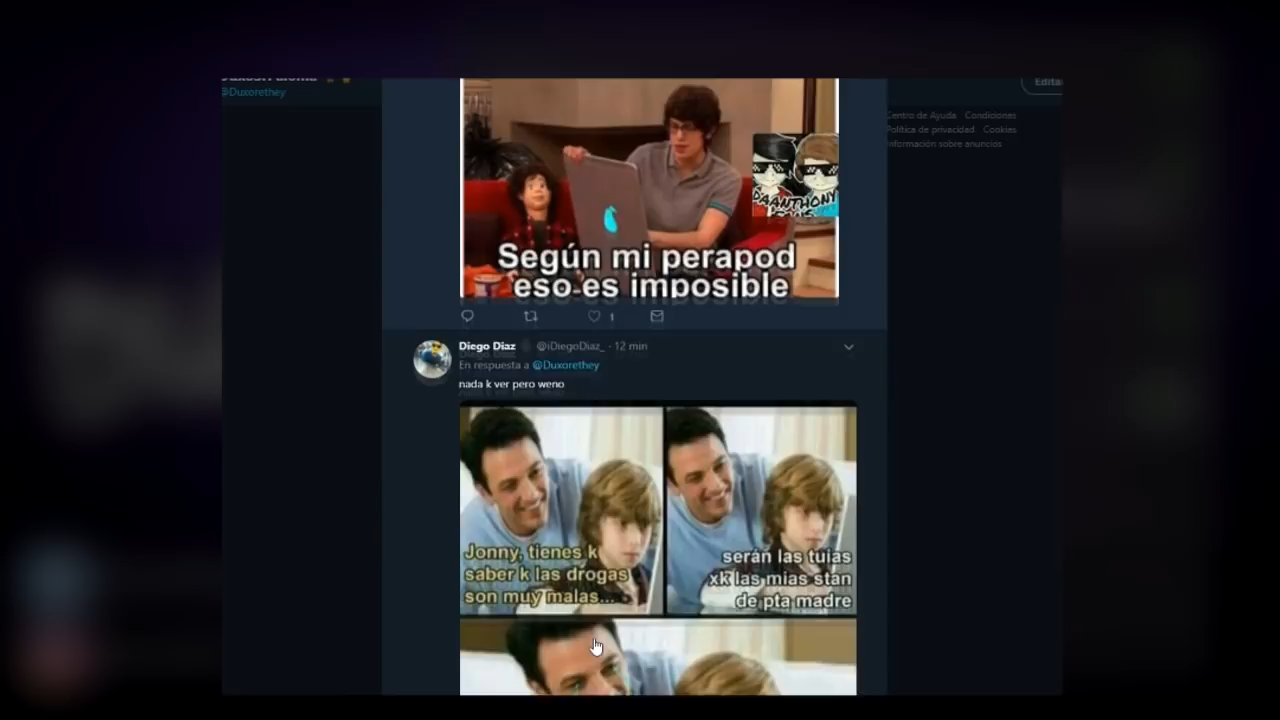 @Duxorethey
Edita
Centro de Ayuda Condiciones
Política de privacidad Cookies
Información sobre anuncios
DAANTHONY
Según mi perapod
eso es imposible
1
Diego Diaz @iDiegoDiaz_ · 12 min
En respuesta a @Duxorethey
nada k ver pero weno
Jonny, tienes k
saber k las drogas
son muy malas...
serán las tuias
xk las mias stan
de pta madre